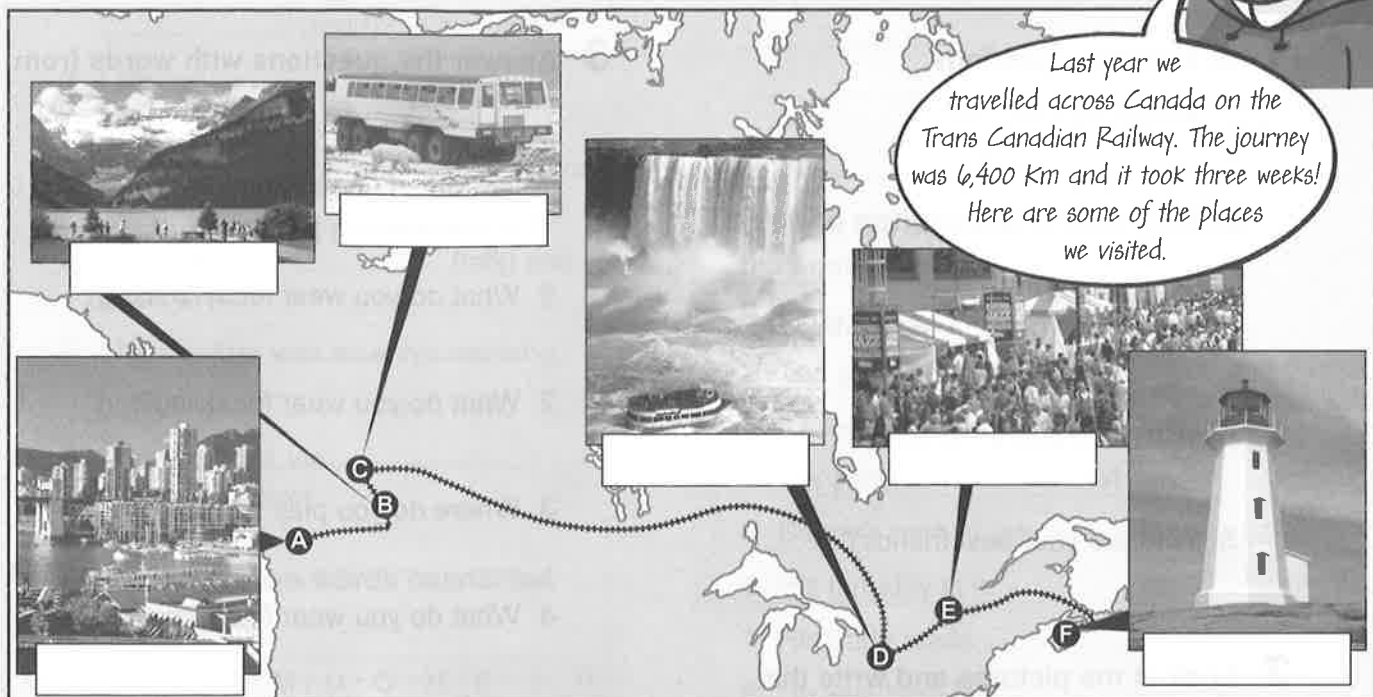 Last year we
travelled across Canada on the
Trans Canadian Railway. The journey
was 6,400 Km and it took three weeks!
Here are some of the places
we visited.
C
B
A
E
F
D